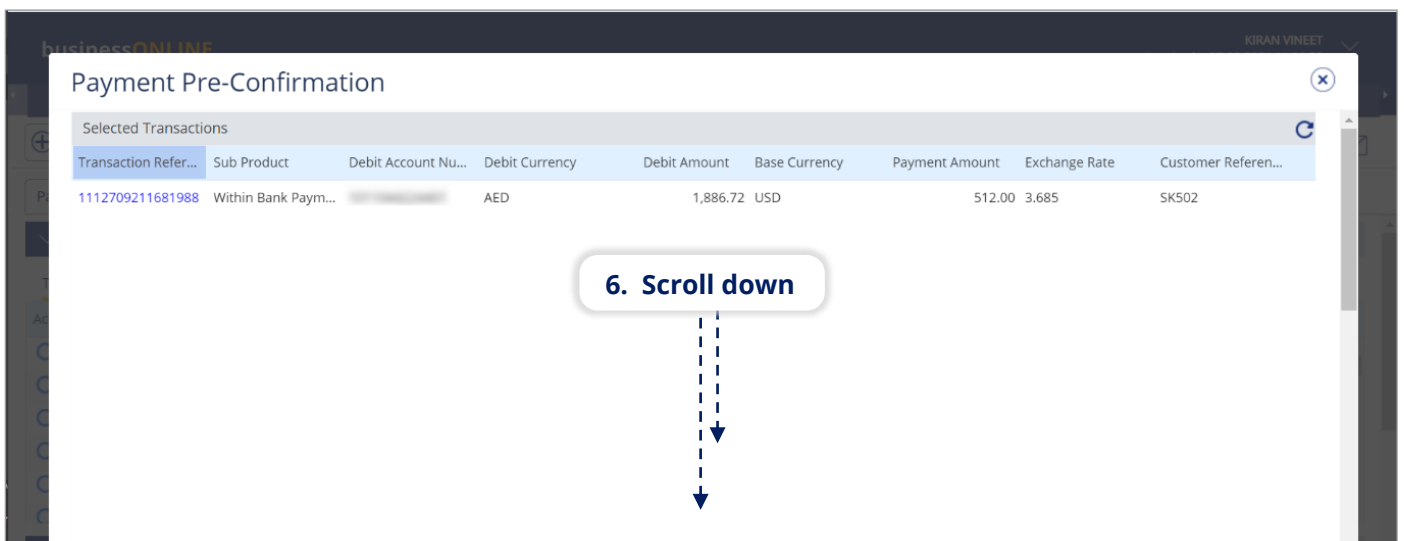 businessONLINE
KIRAN VINEET
Payment Pre-Confirmation
Selected Transactions
Transaction Refer... Sub Product Debit Account Nu... Debit Currency Debit Amount Base Currency Payment Amount Exchange Rate Customer Referen...
1112709211681988 Within Bank Paym... AED 1,886.72 USD 512.00 3.685 SK502
6. Scroll down